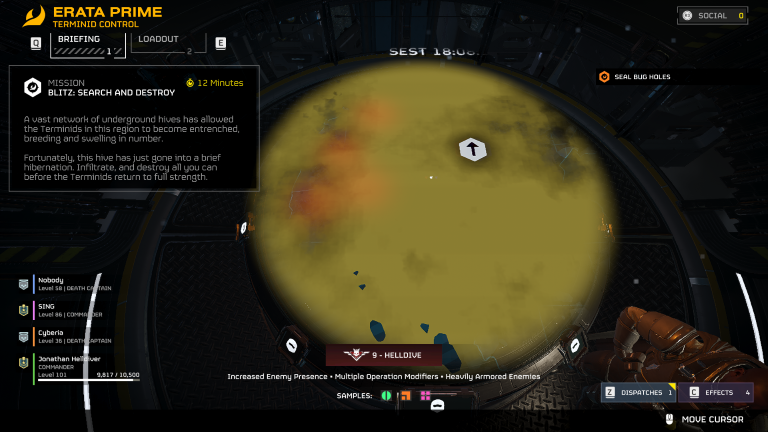 ERATA PRIME
TERMINID CONTROL
SOCIAL 0
Q
BRIEFING
1
LOADOUT
2
E
MISSION
12 Minutes
BLITZ: SEARCH AND DESTROY
A vast network of underground hives has allowed
the Terminids in this region to become entrenched,
breeding and swelling in number.
Fortunately, this hive has just gone into a brief
hibernation. Infiltrate, and destroy all you can
before the Terminids return to full strength.
SEAL BUG HOLES
Nobody
Level 58 | DEATH CAPTAIN
SING
Level 86 | COMMANDER
Cyberia
Level 38 | DEATH CAPTAIN
Jonathan Helldiver
COMMANDER
Level 101
9,817 / 10,500
9 - HELLDIVE
Increased Enemy Presence • Multiple Operation Modifiers • Heavily Armored Enemies
SAMPLES:
Z DISPATCHES 1
C EFFECTS 4
MOVE CURSOR